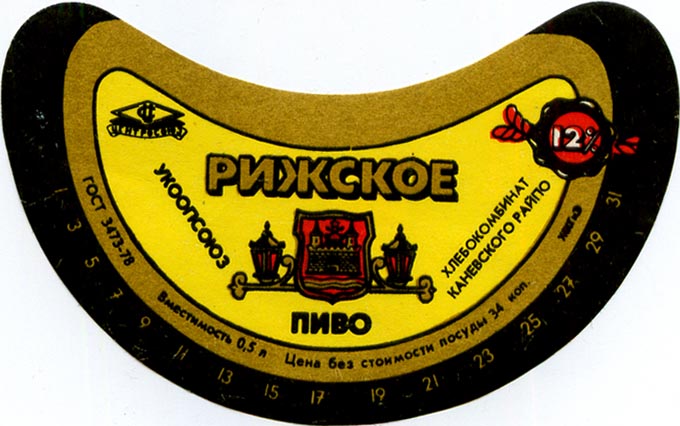 ЦЕНТРОСОЮЗ
12%
РИЖСКОЕ
ПИВО
УКООПСОЮЗ
ХЛЕБОКОМБИНАТ
КАНЕВСКОГО РАЙПО
ГОСТ 3473-78
Вместимость 0,5 л
Цена без стоимости посуды 34 коп.
1 3 5 7 9 11 13 15 17 19 21 23 25 27 29 31